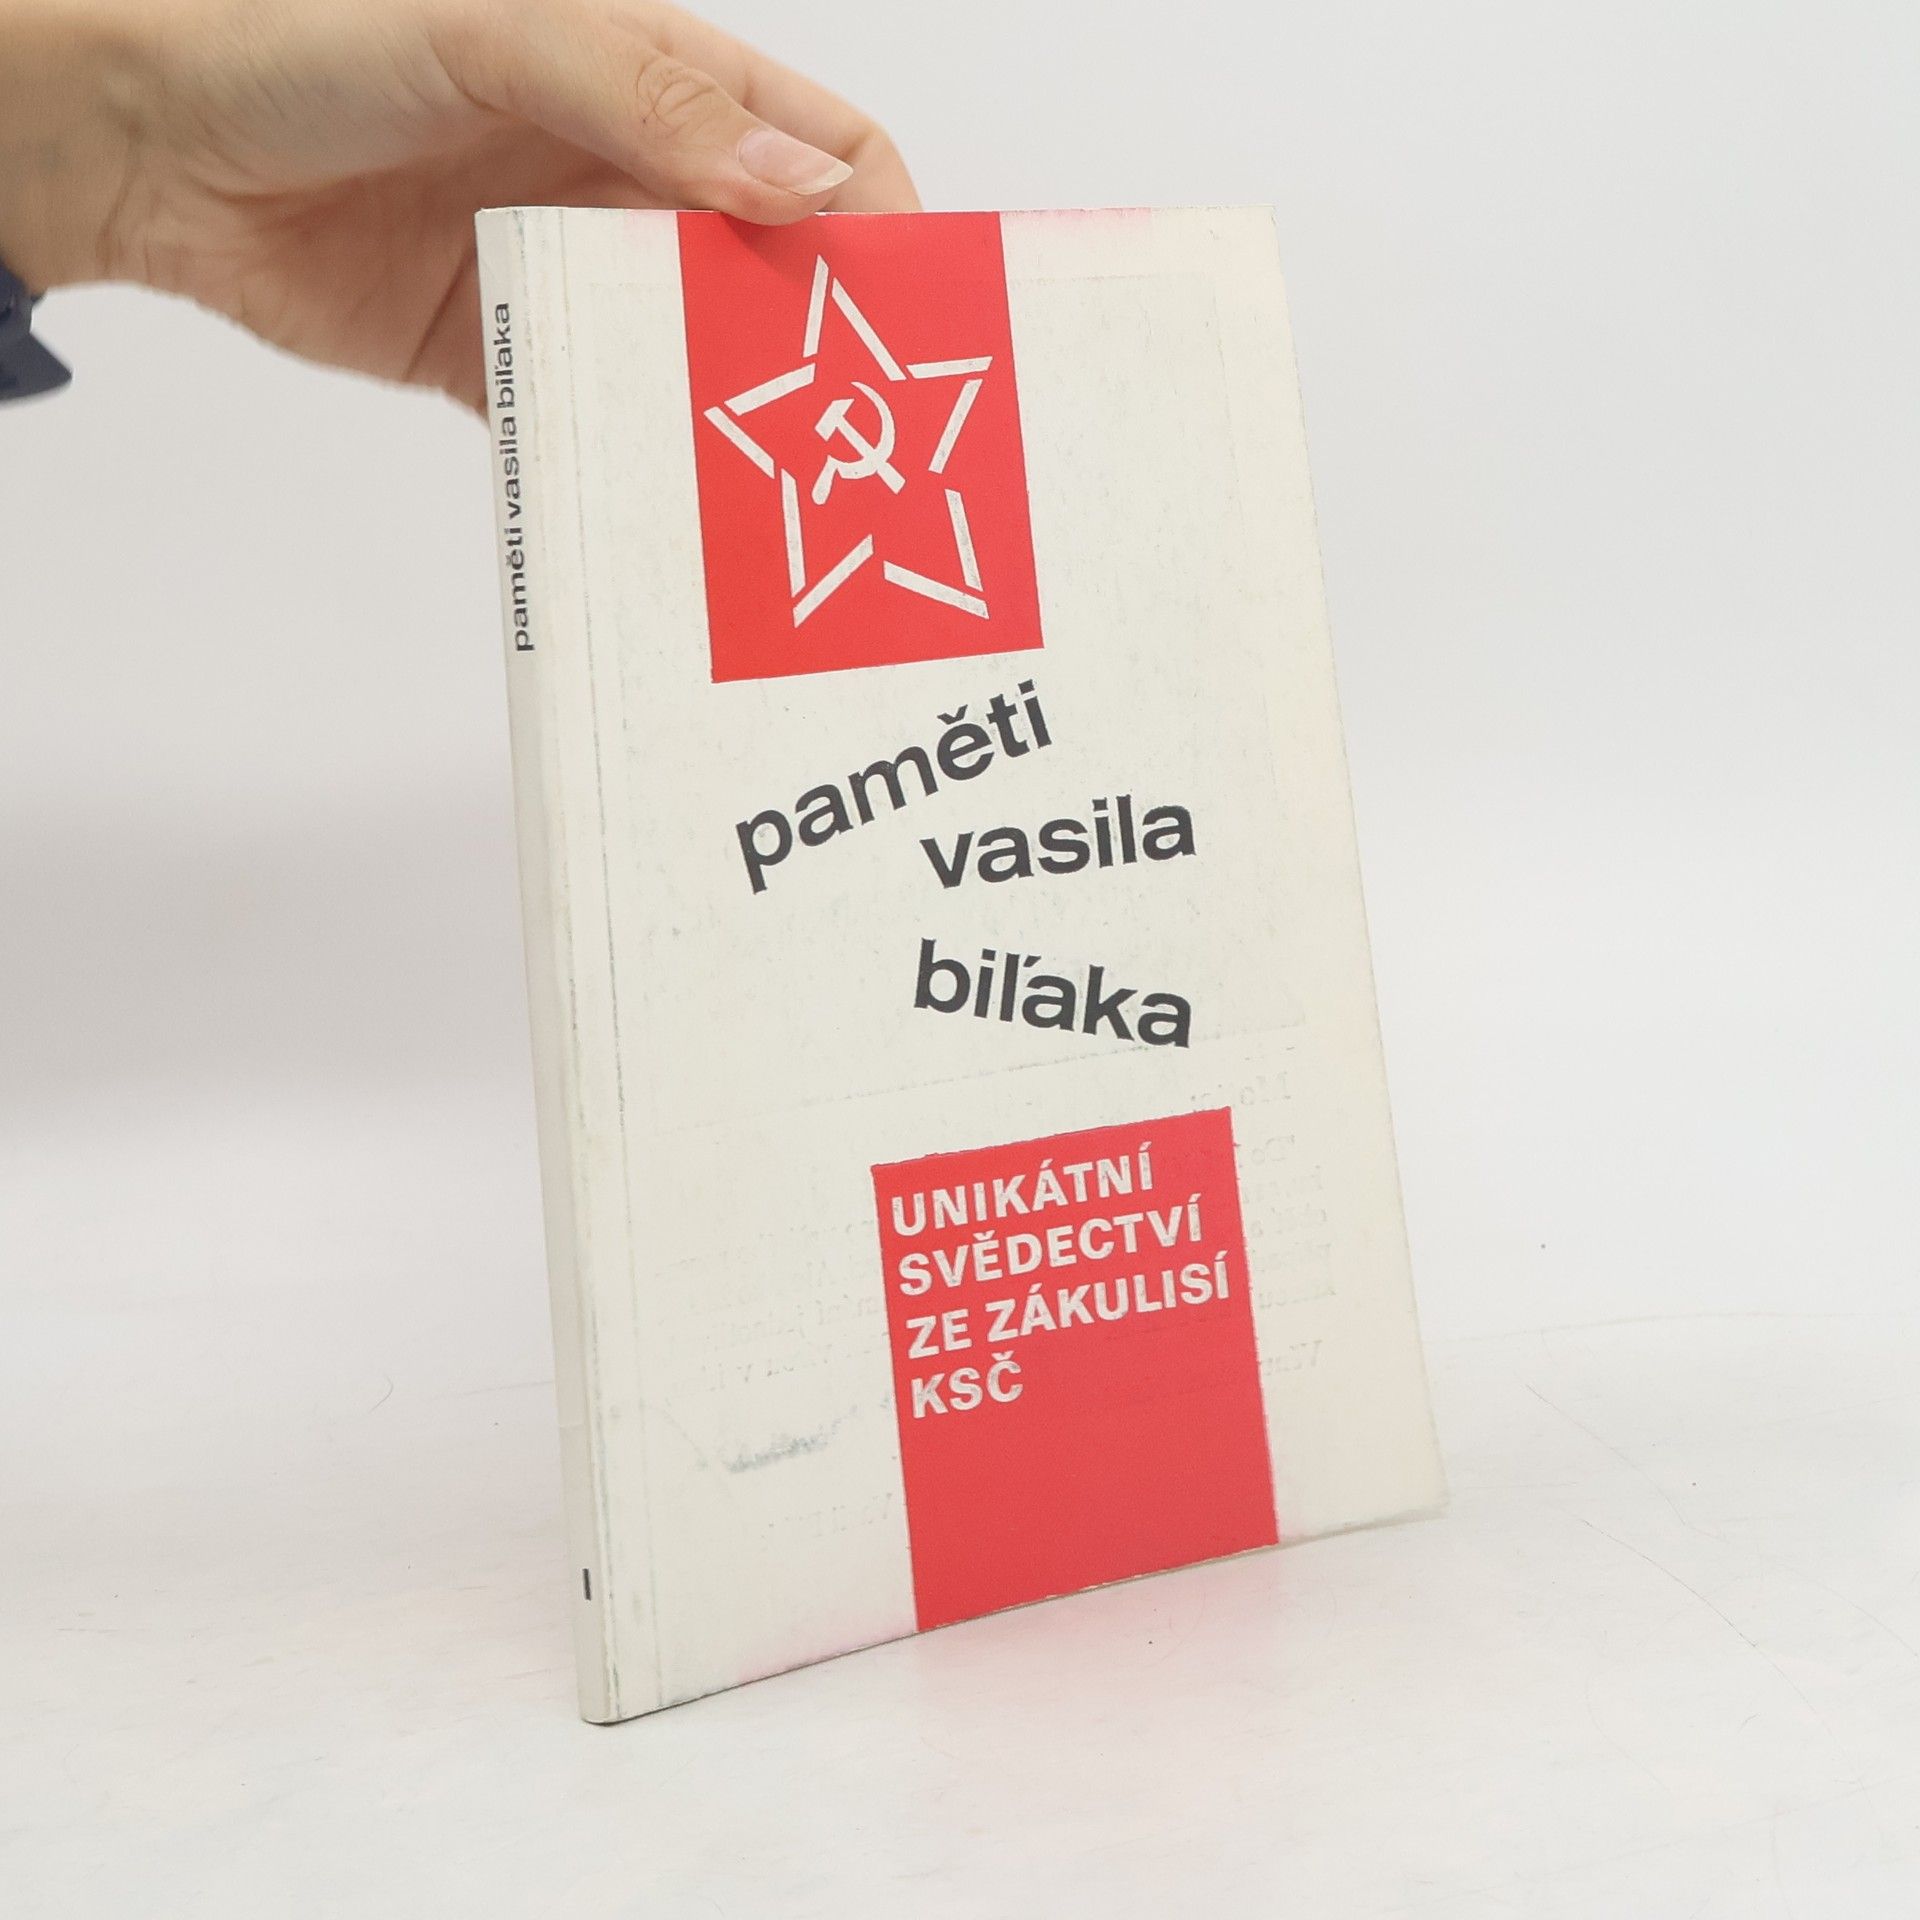 paměti vasila biľaka
I
paměti
vasila
biľaka
UNIKÁTNÍ
SVĚDECTVÍ
ZE ZÁKULISÍ
KSČ